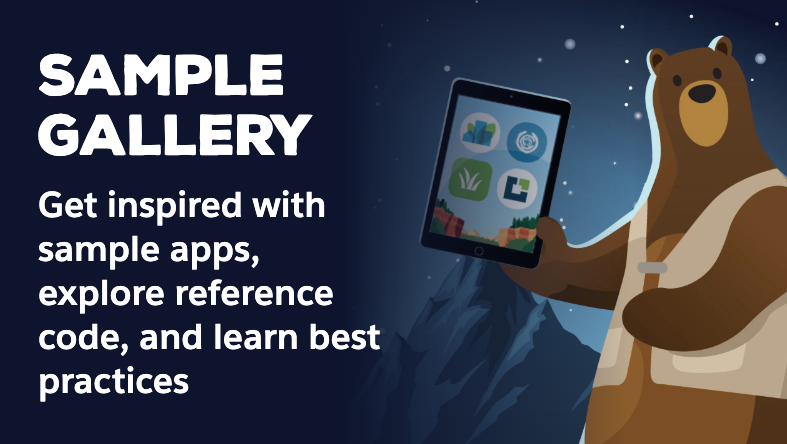 SAMPLE
GALLERY
Get inspired with
sample apps,
explore reference
code, and learn best
practices